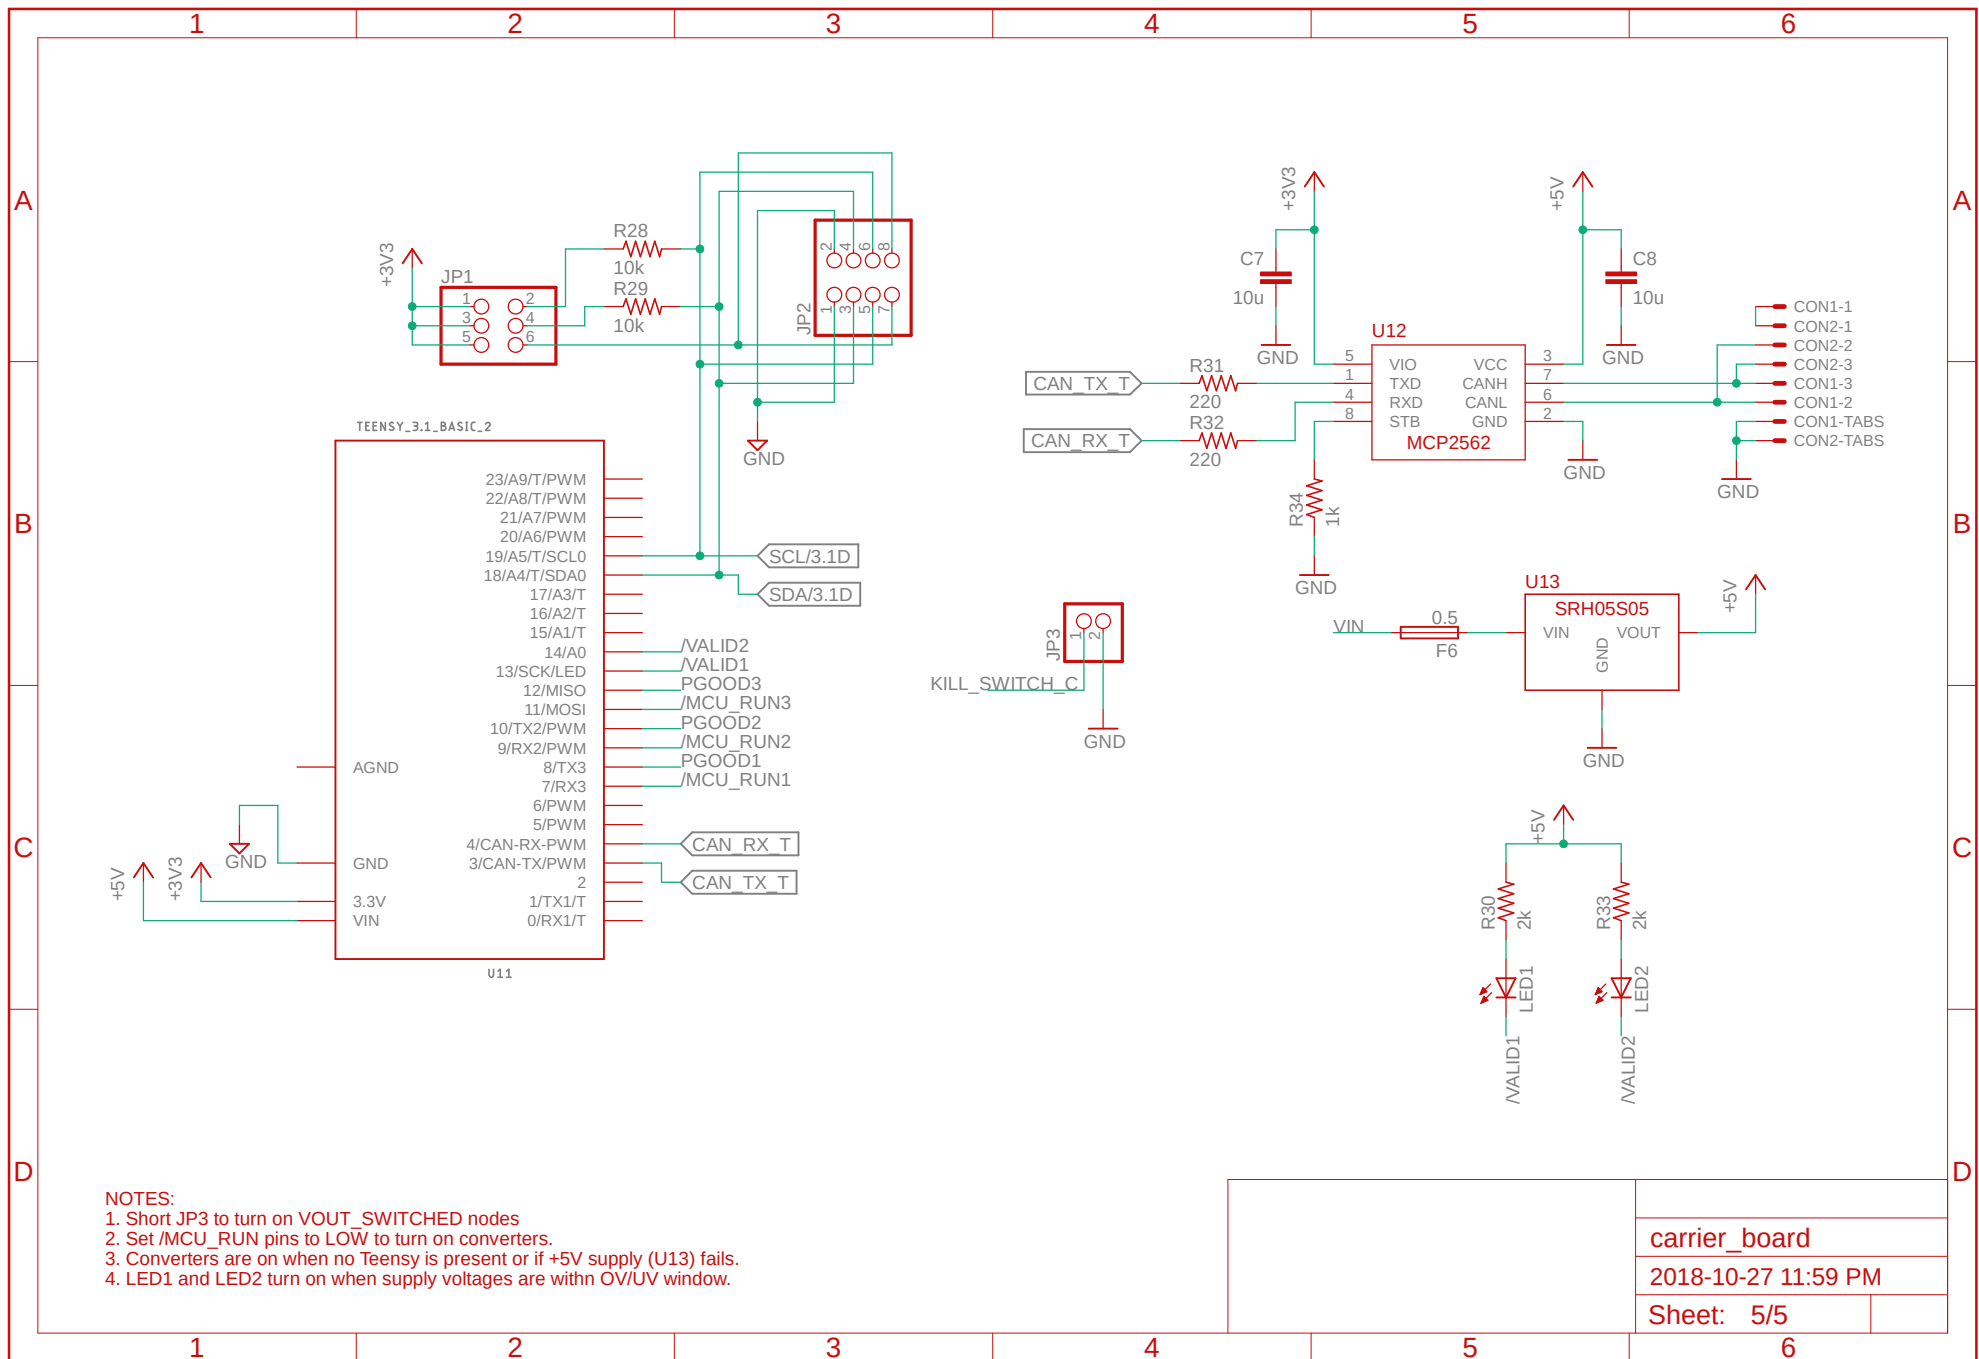 1 2 3 4 5 6
A
A
+3V3
JP1
1 2
3 4
5 6
R28
10k
R29
10k
JP2
2 4 6 8
1 3 5 7
GND
+3V3
C7
10u
GND
+5V
C8
10u
GND
U12
5 VIO VCC 3
1 TXD CANH 7
4 RXD CANL 6
8 STB GND 2
MCP2562
CAN_TX_T
R31
220
CAN_RX_T
R32
220
R34
1k
GND
GND
CON1-1
CON2-1
CON2-2
CON2-3
CON1-3
CON1-2
CON1-TABS
CON2-TABS
GND
B
B
TEENSY_3.1_BASIC_2
23/A9/T/PWM
22/A8/T/PWM
21/A7/PWM
20/A6/PWM
19/A5/T/SCL0
18/A4/T/SDA0
17/A3/T
16/A2/T
15/A1/T
14/A0
13/SCK/LED
12/MISO
11/MOSI
10/TX2/PWM
9/RX2/PWM
8/TX3
7/RX3
6/PWM
5/PWM
4/CAN-RX-PWM
3/CAN-TX/PWM
2
1/TX1/T
0/RX1/T
AGND
GND
3.3V
VIN
U11
SCL/3.1D
SDA/3.1D
/VALID2
/VALID1
PGOOD3
/MCU_RUN3
PGOOD2
/MCU_RUN2
PGOOD1
/MCU_RUN1
CAN_RX_T
CAN_TX_T
GND
+5V
+3V3
JP3
1 2
KILL_SWITCH_C
GND
VIN
0.5
F6
U13
SRH05S05
VIN VOUT
GND
+5V
GND
C
C
+5V
R30
2k
R33
2k
LED1
LED2
/VALID1
/VALID2
D
D
NOTES:
1. Short JP3 to turn on VOUT_SWITCHED nodes
2. Set /MCU_RUN pins to LOW to turn on converters.
3. Converters are on when no Teensy is present or if +5V supply (U13) fails.
4. LED1 and LED2 turn on when supply voltages are withn OV/UV window.
carrier_board
2018-10-27 11:59 PM
Sheet: 5/5
1 2 3 4 5 6